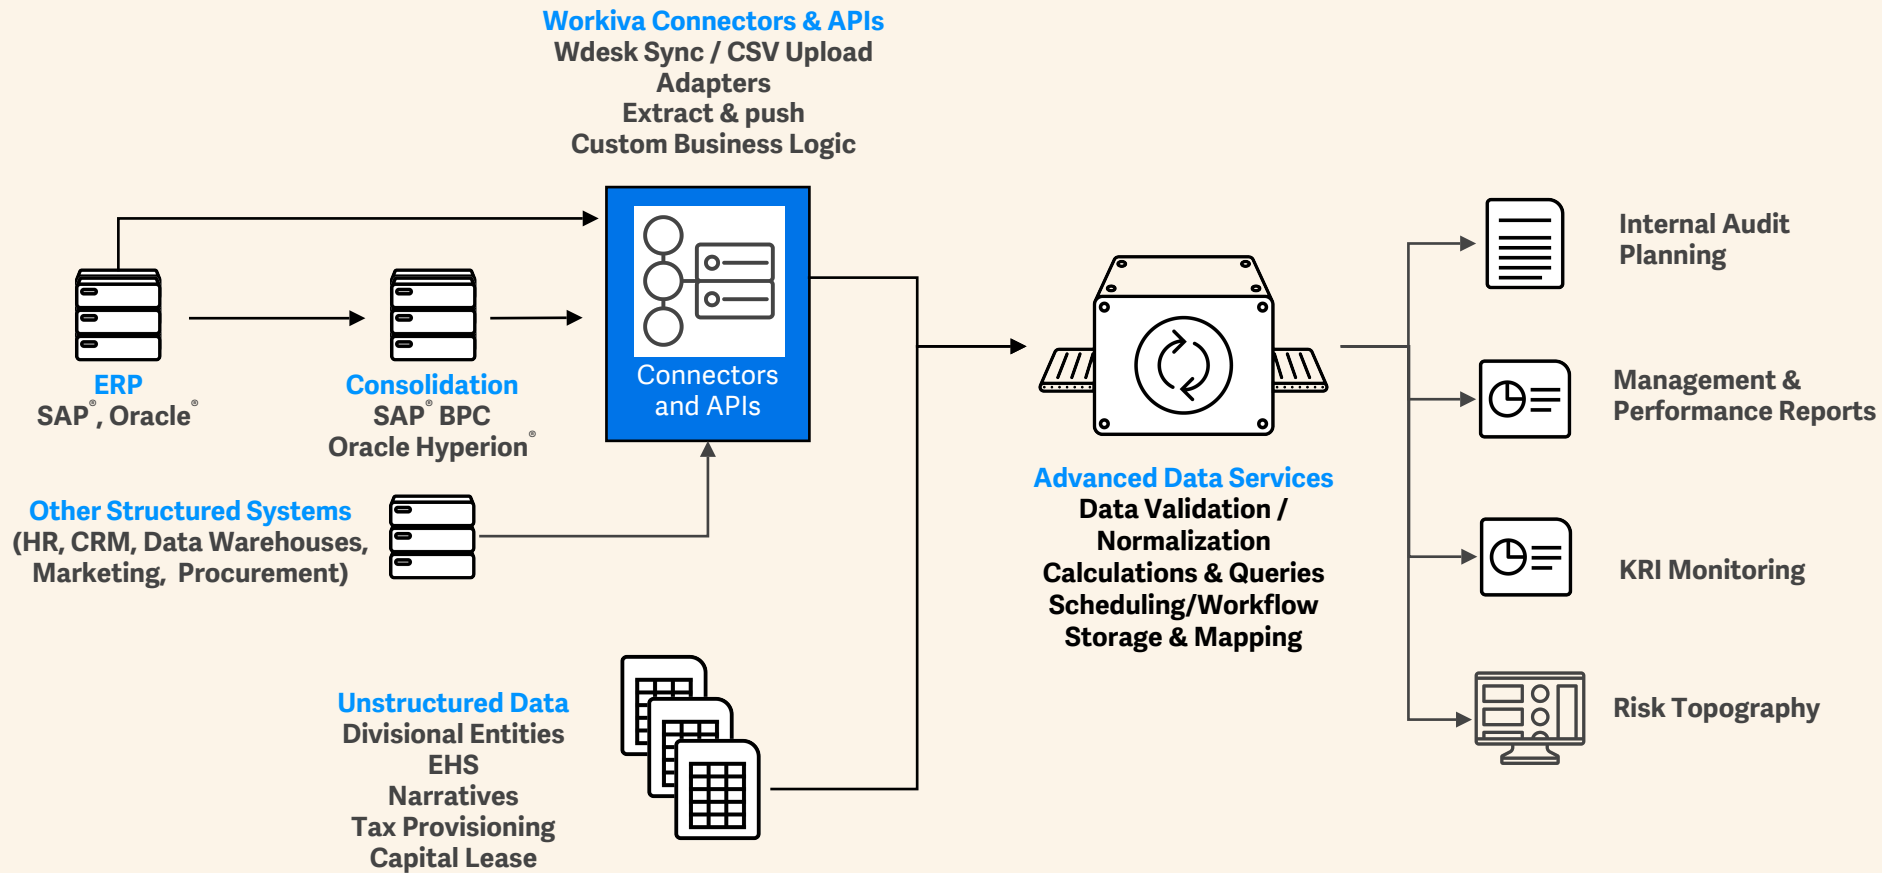 Workiva Connectors & APIs
Wdesk Sync / CSV Upload
Adapters
Extract & push
Custom Business Logic
Connectors
and APIs
ERP
SAP®, Oracle®
Consolidation
SAP® BPC
Oracle Hyperion®
Other Structured Systems
(HR, CRM, Data Warehouses,
Marketing, Procurement)
Unstructured Data
Divisional Entities
EHS
Narratives
Tax Provisioning
Capital Lease
Advanced Data Services
Data Validation /
Normalization
Calculations & Queries
Scheduling/Workflow
Storage & Mapping
Internal Audit
Planning
Management &
Performance Reports
KRI Monitoring
Risk Topography